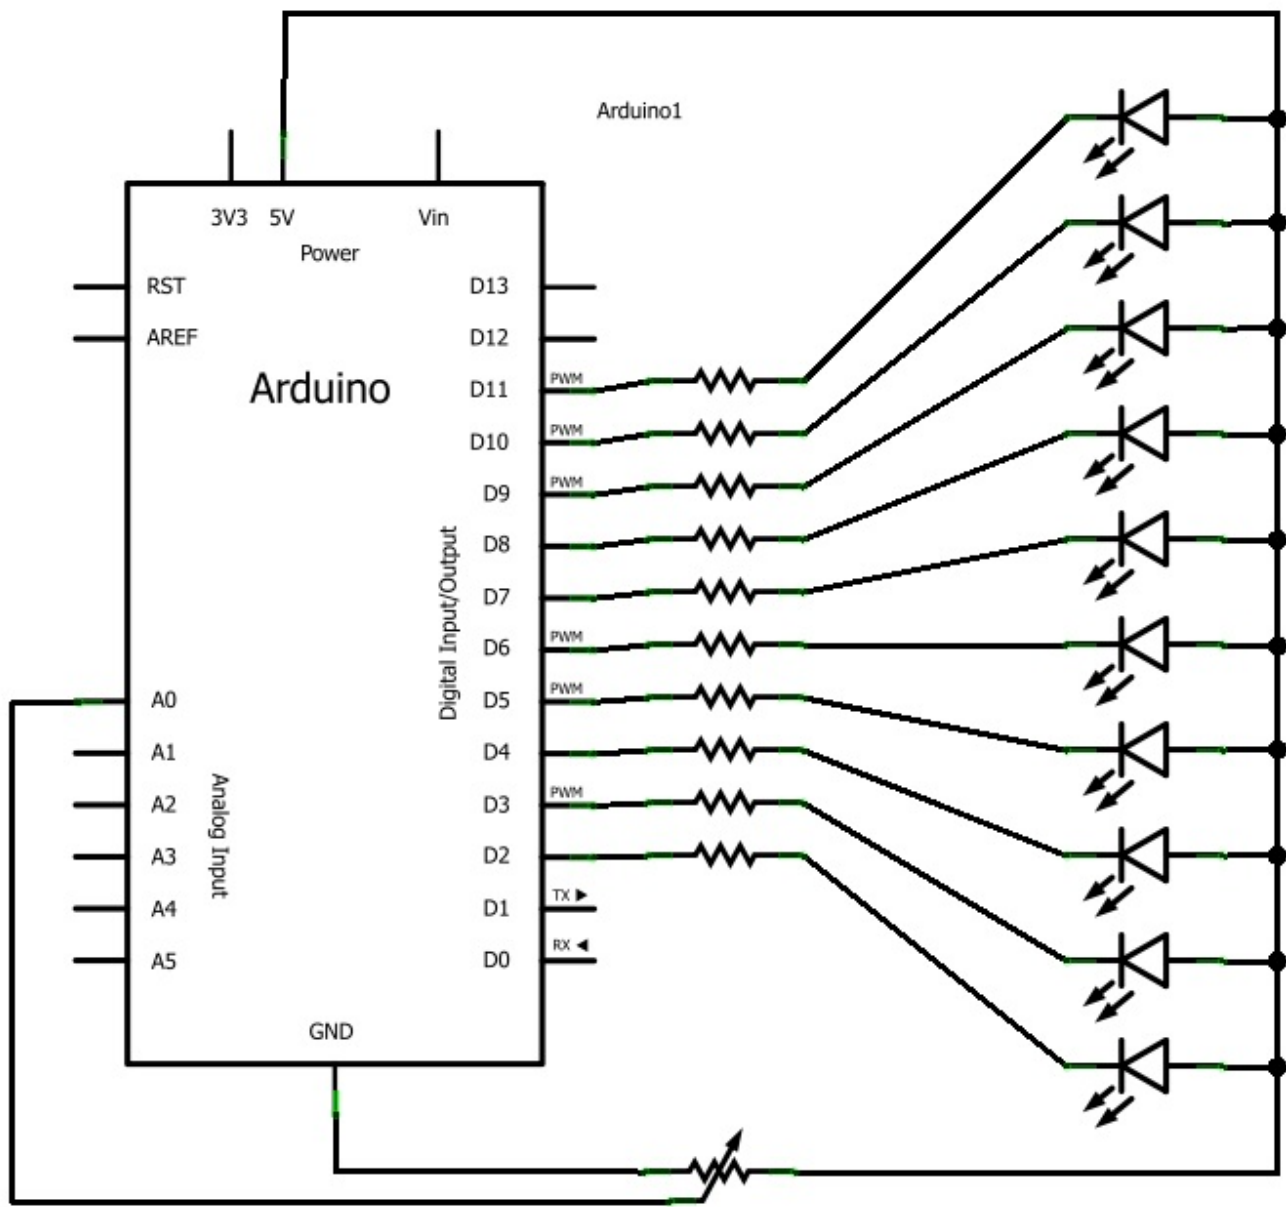 Arduino1
3V3 5V Vin
Power
RST D13
AREF D12
Arduino
D11 PWM
D10 PWM
D9 PWM
D8
D7
D6 PWM
Digital Input/Output
A0 D5 PWM
A1 D4
A2 D3 PWM
A3 D2
Analog Input
A4 D1 TX
A5 D0 RX
GND